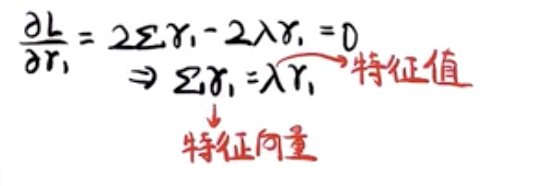 ∂L/∂γ₁ = 2Σγ₁ - 2λγ₁ = 0
⇒ Σγ₁ = λγ₁ → 特征值
↓
特征向量